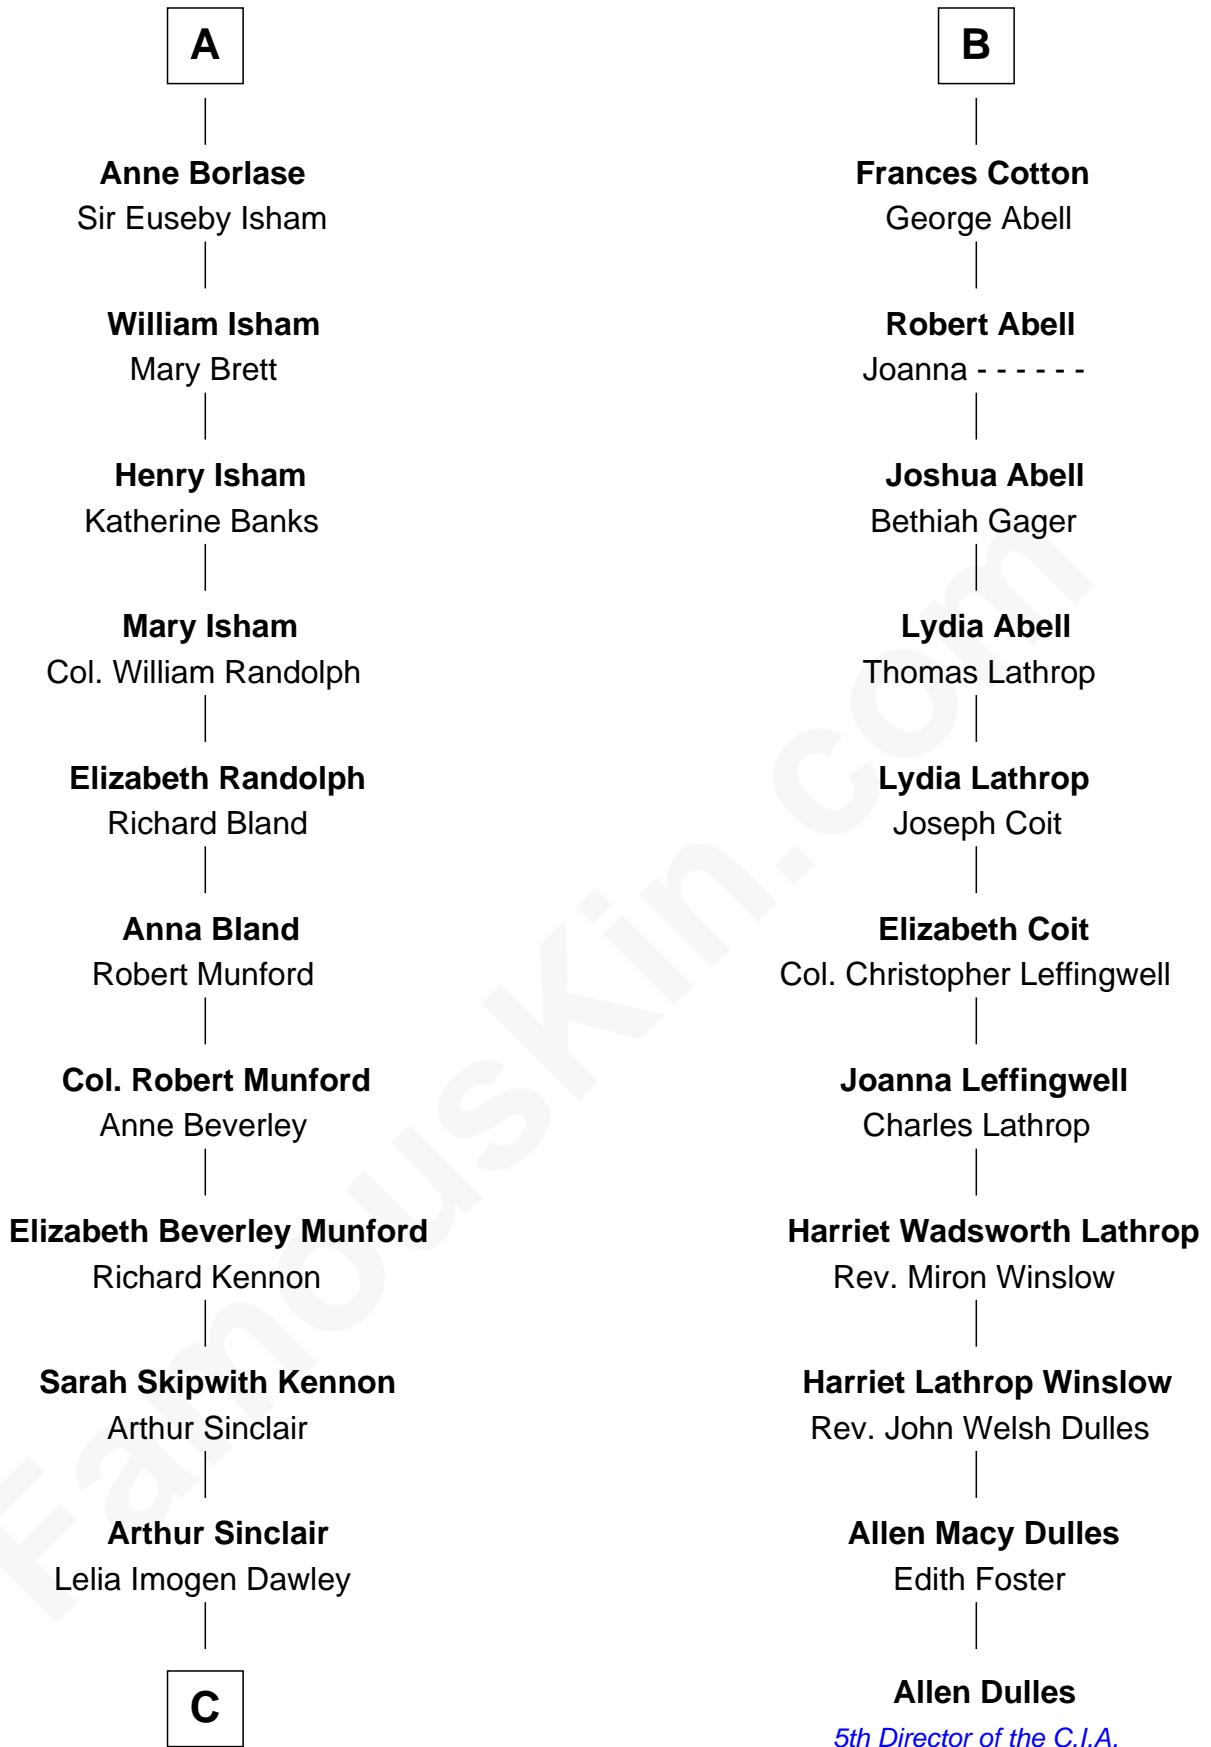 A
Anne Borlase
Sir Euseby Isham
William Isham
Mary Brett
Henry Isham
Katherine Banks
Mary Isham
Col. William Randolph
Elizabeth Randolph
Richard Bland
Anna Bland
Robert Munford
Col. Robert Munford
Anne Beverley
Elizabeth Beverley Munford
Richard Kennon
Sarah Skipwith Kennon
Arthur Sinclair
Arthur Sinclair
Lelia Imogen Dawley
C
B
Frances Cotton
George Abell
Robert Abell
Joanna - - - - - -
Joshua Abell
Bethiah Gager
Lydia Abell
Thomas Lathrop
Lydia Lathrop
Joseph Coit
Elizabeth Coit
Col. Christopher Leffingwell
Joanna Leffingwell
Charles Lathrop
Harriet Wadsworth Lathrop
Rev. Miron Winslow
Harriet Lathrop Winslow
Rev. John Welsh Dulles
Allen Macy Dulles
Edith Foster
Allen Dulles
5th Director of the C.I.A.
FamousKin.com